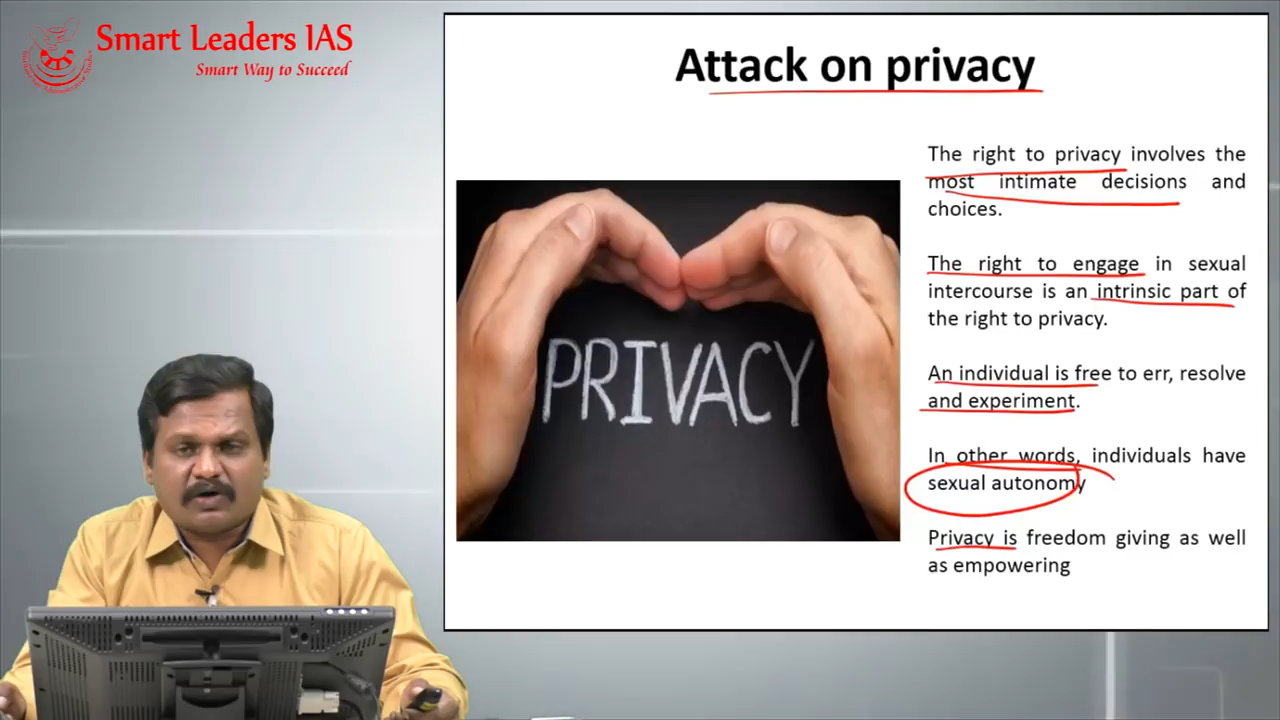 Smart Leaders IAS
Smart Way to Succeed
Attack on privacy
The right to privacy involves the
most intimate decisions and
choices.
The right to engage in sexual
intercourse is an intrinsic part of
the right to privacy.
An individual is free to err, resolve
and experiment.
In other words, individuals have
sexual autonomy
Privacy is freedom giving as well
as empowering
PRIVACY